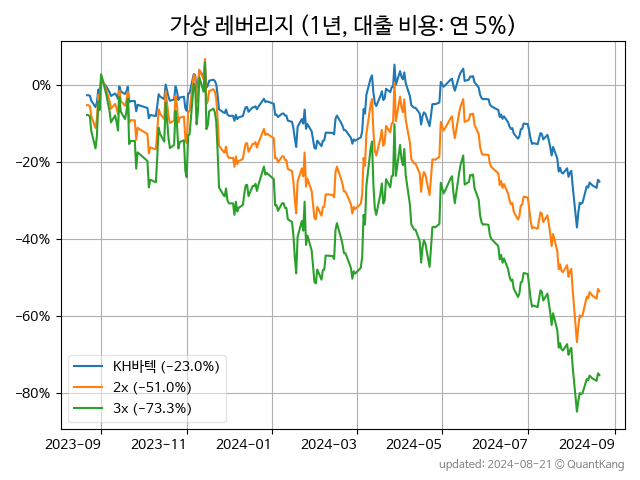 가상 레버리지 (1년, 대출 비용: 연 5%)
0%
−20%
−40%
−60%
−80%
KH바텍 (−23.0%)
2x (−51.0%)
3x (−73.3%)
2023-09 2023-11 2024-01 2024-03 2024-05 2024-07 2024-09
updated: 2024-08-21 © QuantKang